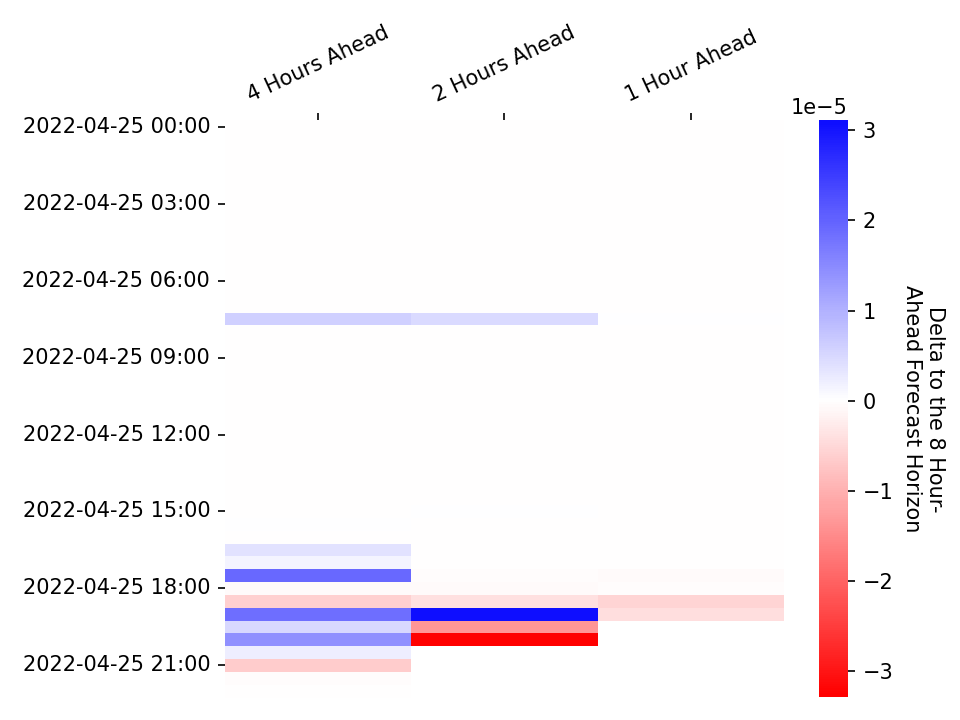 4 Hours Ahead
2 Hours Ahead
1 Hour Ahead
1e−5
2022-04-25 00:00
2022-04-25 03:00
2022-04-25 06:00
2022-04-25 09:00
2022-04-25 12:00
2022-04-25 15:00
2022-04-25 18:00
2022-04-25 21:00
3
2
1
0
−1
−2
−3
Delta to the 8 Hour-
Ahead Forecast Horizon